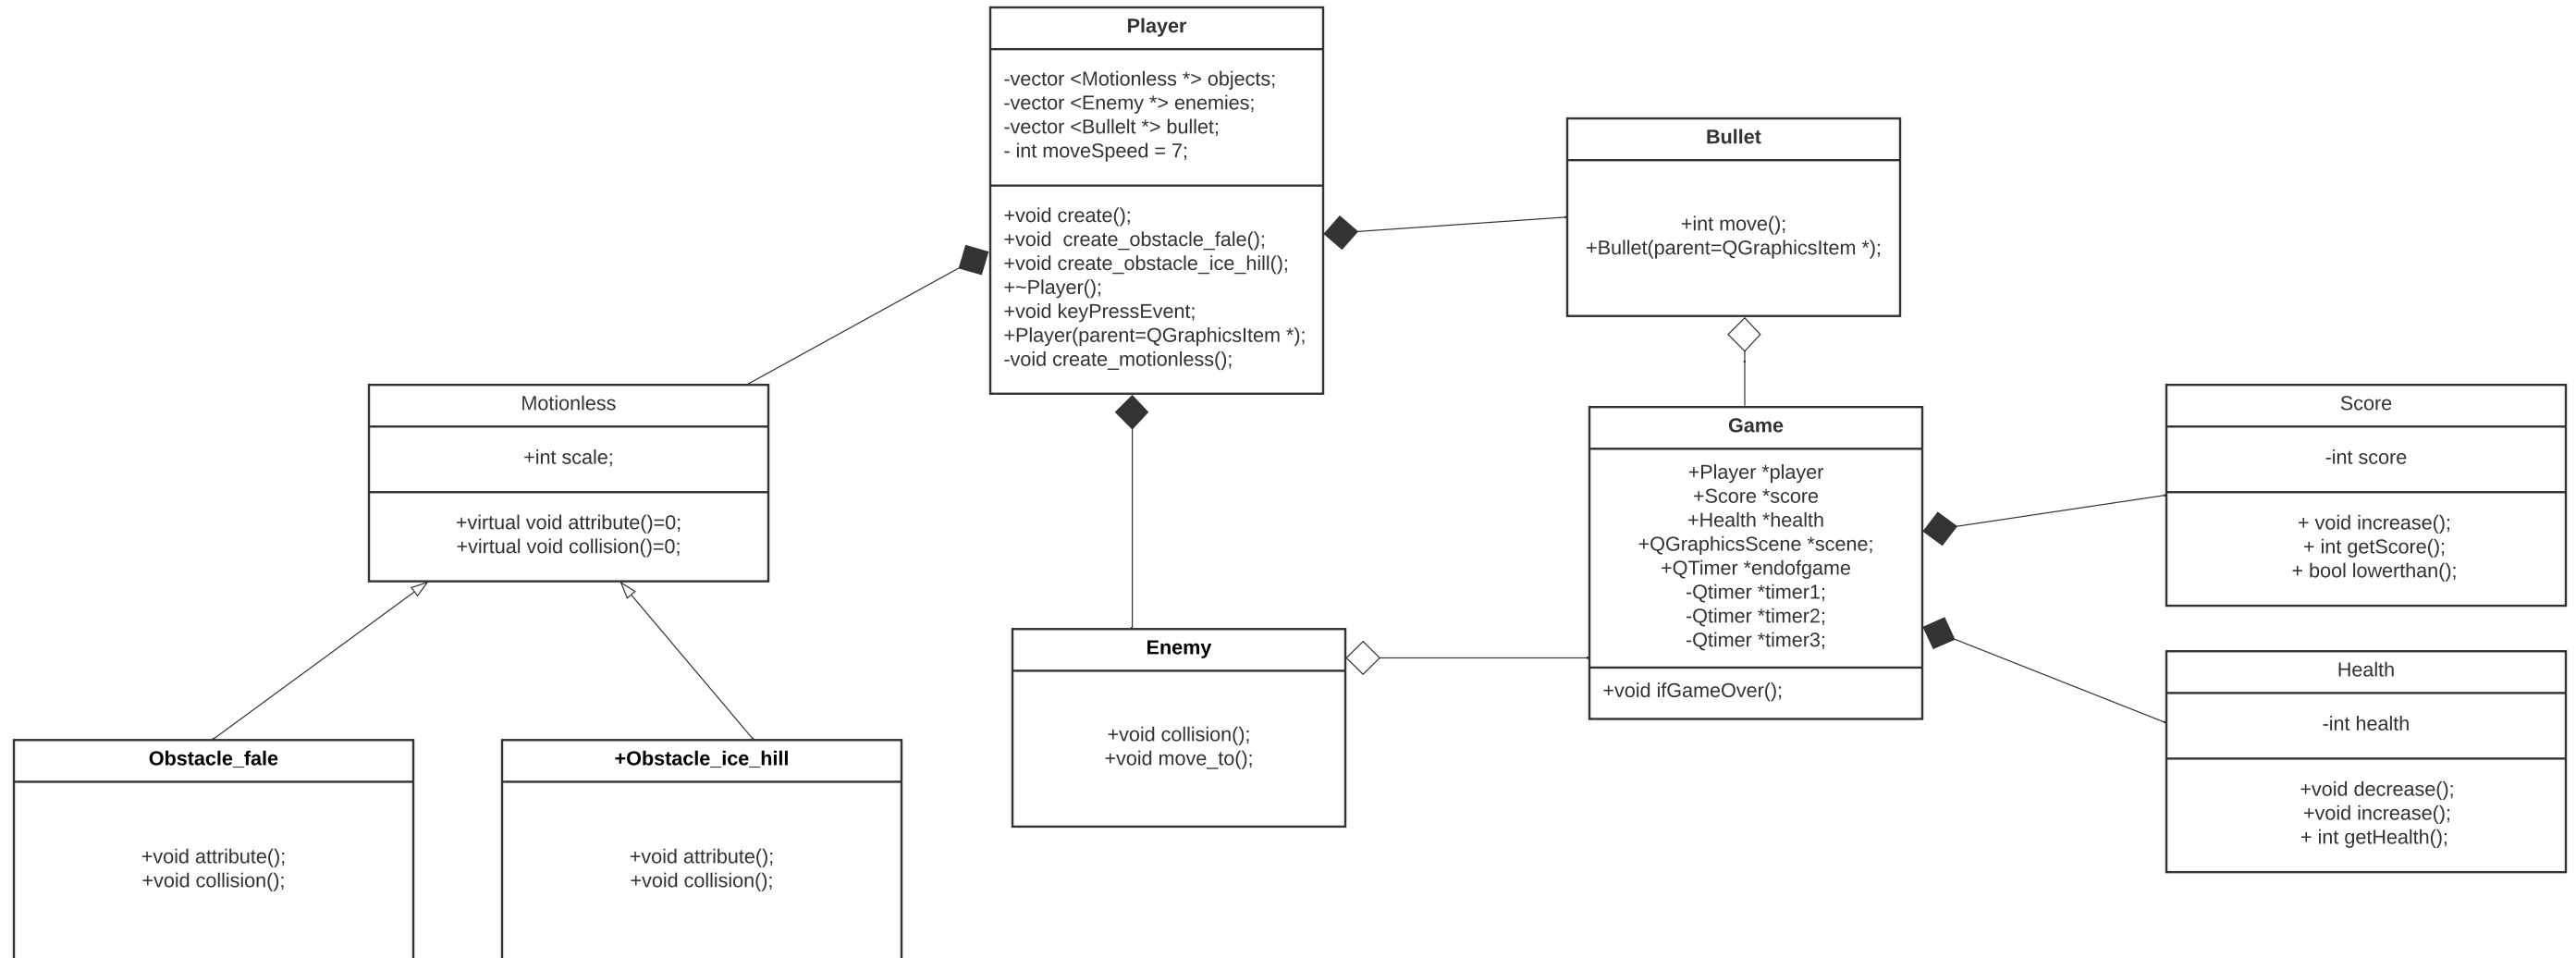 Player
-vector <Motionless *> objects;
-vector <Enemy *> enemies;
-vector <Bullelt *> bullet;
- int moveSpeed = 7;
+void create();
+void  create_obstacle_fale();
+void create_obstacle_ice_hill();
+~Player();
+void keyPressEvent;
+Player(parent=QGraphicsItem *);
-void create_motionless();
Bullet
+int move();
+Bullet(parent=QGraphicsItem *);
Motionless
+int scale;
+virtual void attribute()=0;
+virtual void collision()=0;
Game
+Player *player
+Score *score
+Health *health
+QGraphicsScene *scene;
+QTimer *endofgame
-Qtimer *timer1;
-Qtimer *timer2;
-Qtimer *timer3;
+void ifGameOver();
Score
-int score
+ void increase();
+ int getScore();
+ bool lowerthan();
Enemy
+void collision();
+void move_to();
Health
-int health
+void decrease();
+void increase();
+ int getHealth();
Obstacle_fale
+void attribute();
+void collision();
+Obstacle_ice_hill
+void attribute();
+void collision();